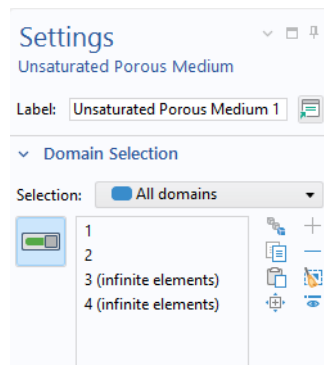 Settings
Unsaturated Porous Medium
Label: Unsaturated Porous Medium 1
Domain Selection
Selection: All domains
1
2
3 (infinite elements)
4 (infinite elements)